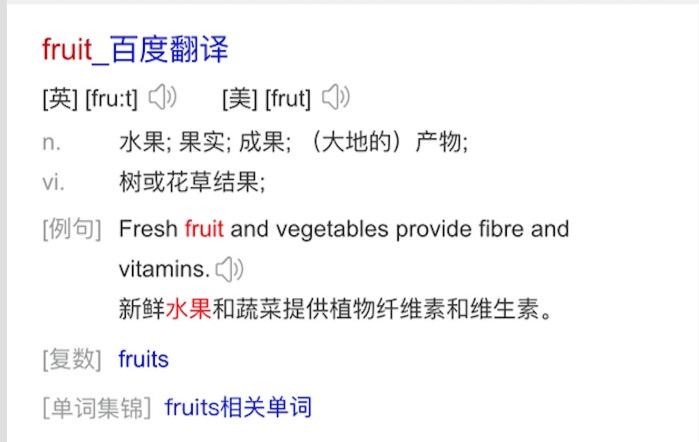 fruit_百度翻译
[英] [fru:t] [美] [frut]
n. 水果; 果实; 成果; （大地的）产物;
vi. 树或花草结果;
[例句] Fresh fruit and vegetables provide fibre and
vitamins.
新鲜水果和蔬菜提供植物纤维素和维生素。
[复数] fruits
[单词集锦] fruits相关单词